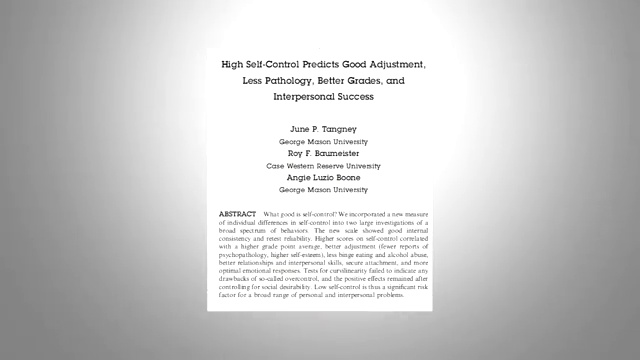 High Self-Control Predicts Good Adjustment,
Less Pathology, Better Grades, and
Interpersonal Success
June P. Tangney
George Mason University
Roy F. Baumeister
Case Western Reserve University
Angie Luzio Boone
George Mason University
ABSTRACT What good is self-control? We incorporated a new measure
of individual differences in self-control into two large investigations of a
broad spectrum of behaviors. The new scale showed good internal
consistency and retest reliability. Higher scores on self-control correlated
with a higher grade point average, better adjustment (fewer reports of
psychopathology, higher self-esteem), less binge eating and alcohol abuse,
better relationships and interpersonal skills, secure attachment, and more
optimal emotional responses. Tests for curvilinearity failed to indicate any
drawbacks of so-called overcontrol, and the positive effects remained after
controlling for social desirability. Low self-control is thus a significant risk
factor for a broad range of personal and interpersonal problems.